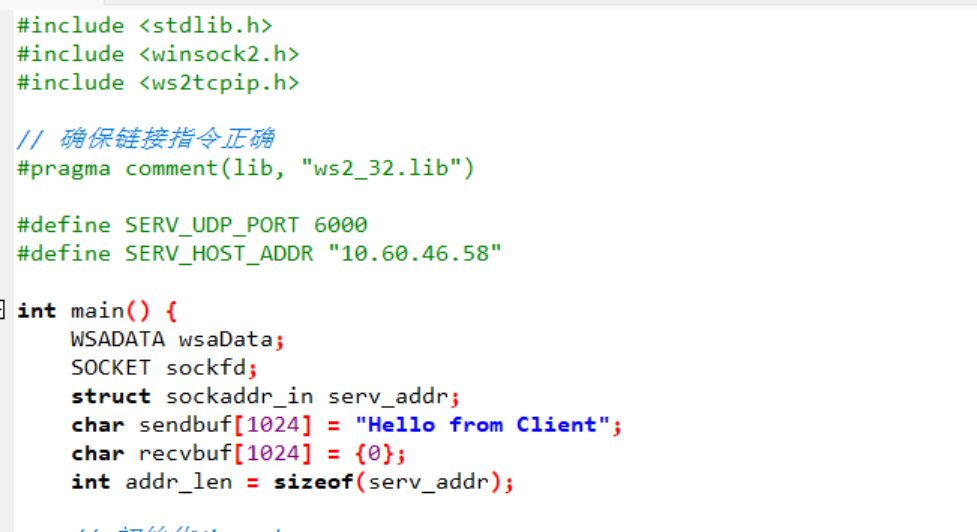 #include <stdlib.h>
#include <winsock2.h>
#include <ws2tcpip.h>
// 确保链接指令正确
#pragma comment(lib, "ws2_32.lib")
#define SERV_UDP_PORT 6000
#define SERV_HOST_ADDR "10.60.46.58"
int main() {
WSADATA wsaData;
SOCKET sockfd;
struct sockaddr_in serv_addr;
char sendbuf[1024] = "Hello from Client";
char recvbuf[1024] = {0};
int addr_len = sizeof(serv_addr);